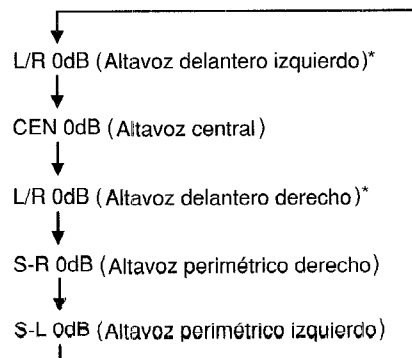 L/R 0dB (Altavoz delantero izquierdo)*
CEN 0dB (Altavoz central)
L/R 0dB (Altavoz delantero derecho)*
S-R 0dB (Altavoz perimétrico derecho)
S-L 0dB (Altavoz perimétrico izquierdo)